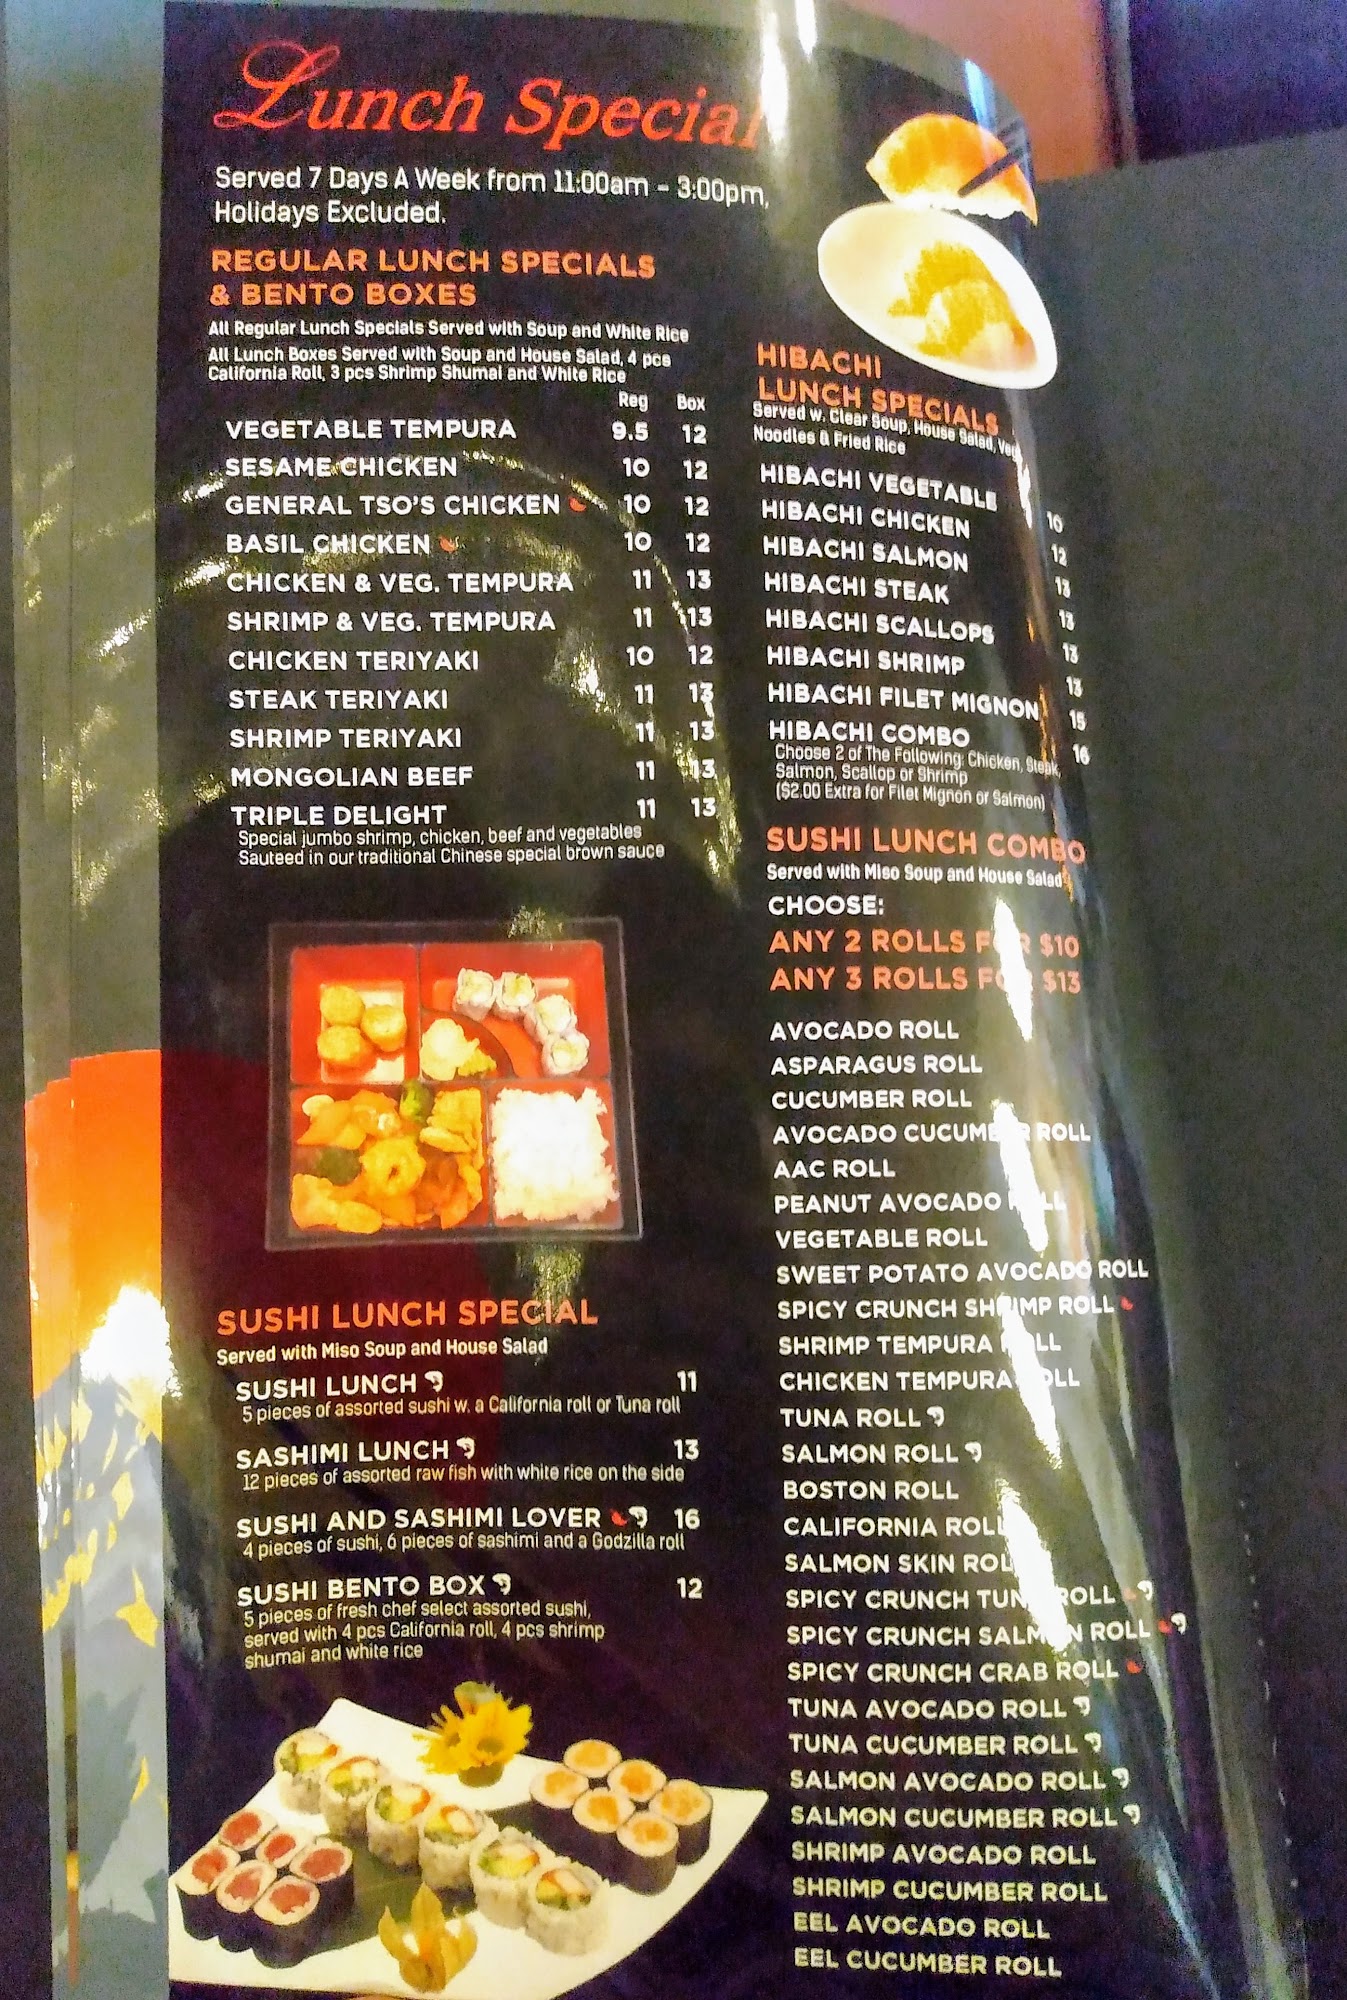 Lunch Special
Served 7 Days A Week from 11:00am - 3:00pm,
Holidays Excluded.
REGULAR LUNCH SPECIALS
& BENTO BOXES
All Regular Lunch Specials Served with Soup and White Rice
All Lunch Boxes Served with Soup and House Salad, 4 pcs
California Roll, 3 pcs Shrimp Shumai and White Rice
Reg Box
VEGETABLE TEMPURA 9.5 12
SESAME CHICKEN 10 12
GENERAL TSO'S CHICKEN 10 12
BASIL CHICKEN 10 12
CHICKEN & VEG. TEMPURA 11 13
SHRIMP & VEG. TEMPURA 11 13
CHICKEN TERIYAKI 10 12
STEAK TERIYAKI 11 13
SHRIMP TERIYAKI 11 13
MONGOLIAN BEEF 11 13
TRIPLE DELIGHT 11 13
Special jumbo shrimp, chicken, beef and vegetables
Sauteed in our traditional Chinese special brown sauce
SUSHI LUNCH SPECIAL
Served with Miso Soup and House Salad
SUSHI LUNCH 11
5 pieces of assorted sushi w. a California roll or Tuna roll
SASHIMI LUNCH 13
12 pieces of assorted raw fish with white rice on the side
SUSHI AND SASHIMI LOVER 16
4 pieces of sushi, 6 pieces of sashimi and a Godzilla roll
SUSHI BENTO BOX 12
5 pieces of fresh chef select assorted sushi,
served with 4 pcs California roll, 4 pcs shrimp
shumai and white rice
HIBACHI
LUNCH SPECIALS
Served w. Clear Soup, House Salad, Veg
Noodles & Fried Rice
HIBACHI VEGETABLE 10
HIBACHI CHICKEN 12
HIBACHI SALMON 13
HIBACHI STEAK 13
HIBACHI SCALLOPS 13
HIBACHI SHRIMP 13
HIBACHI FILET MIGNON 15
HIBACHI COMBO 16
Choose 2 of The Following: Chicken, Steak,
Salmon, Scallop or Shrimp
($2.00 Extra for Filet Mignon or Salmon)
SUSHI LUNCH COMBO
Served with Miso Soup and House Salad
CHOOSE:
ANY 2 ROLLS FOR $10
ANY 3 ROLLS FOR $13
AVOCADO ROLL
ASPARAGUS ROLL
CUCUMBER ROLL
AVOCADO CUCUMBER ROLL
AAC ROLL
PEANUT AVOCADO ROLL
VEGETABLE ROLL
SWEET POTATO AVOCADO ROLL
SPICY CRUNCH SHRIMP ROLL
SHRIMP TEMPURA ROLL
CHICKEN TEMPURA ROLL
TUNA ROLL
SALMON ROLL
BOSTON ROLL
CALIFORNIA ROLL
SALMON SKIN ROLL
SPICY CRUNCH TUNA ROLL
SPICY CRUNCH SALMON ROLL
SPICY CRUNCH CRAB ROLL
TUNA AVOCADO ROLL
TUNA CUCUMBER ROLL
SALMON AVOCADO ROLL
SALMON CUCUMBER ROLL
SHRIMP AVOCADO ROLL
SHRIMP CUCUMBER ROLL
EEL AVOCADO ROLL
EEL CUCUMBER ROLL